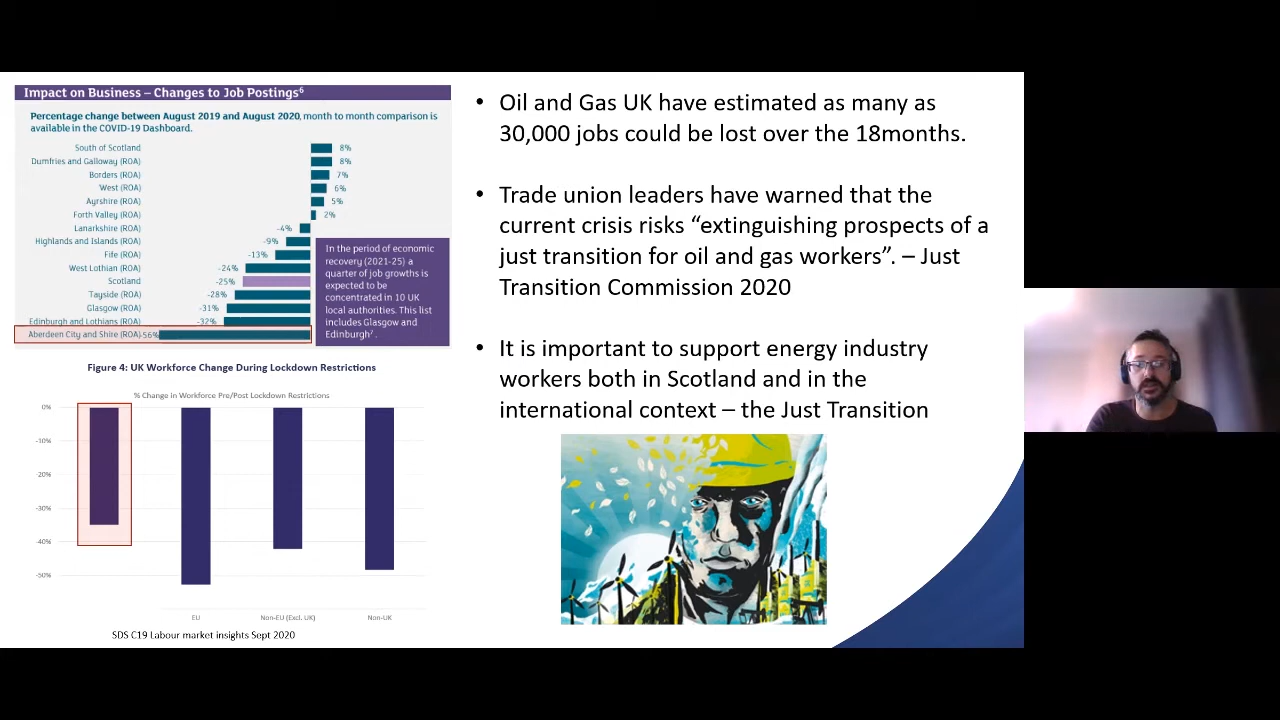 Impact on Business – Changes to Job Postings⁶
Percentage change between August 2019 and August 2020, month to month comparison is
available in the COVID-19 Dashboard.
South of Scotland 8%
Dumfries and Galloway (ROA) 8%
Borders (ROA) 7%
West (ROA) 6%
Ayrshire (ROA) 5%
Forth Valley (ROA) 2%
Lanarkshire (ROA) -4%
Highlands and Islands (ROA) -9%
Fife (ROA) -13%
West Lothian (ROA) -24%
Scotland -25%
Tayside (ROA) -28%
Glasgow (ROA) -31%
Edinburgh and Lothians (ROA) -32%
Aberdeen City and Shire (ROA) -56%
In the period of economic
recovery (2021-25) a
quarter of job growths is
expected to be
concentrated in 10 UK
local authorities. This list
includes Glasgow and
Edinburgh⁷ .
Figure 4: UK Workforce Change During Lockdown Restrictions
% Change in Workforce Pre/Post Lockdown Restrictions
0%
-10%
-20%
-30%
-40%
-50%
EU Non-EU (Excl. UK) Non-UK
SDS C19 Labour market insights Sept 2020
• Oil and Gas UK have estimated as many as
30,000 jobs could be lost over the 18months.
• Trade union leaders have warned that the
current crisis risks “extinguishing prospects of a
just transition for oil and gas workers”. – Just
Transition Commission 2020
• It is important to support energy industry
workers both in Scotland and in the
international context – the Just Transition